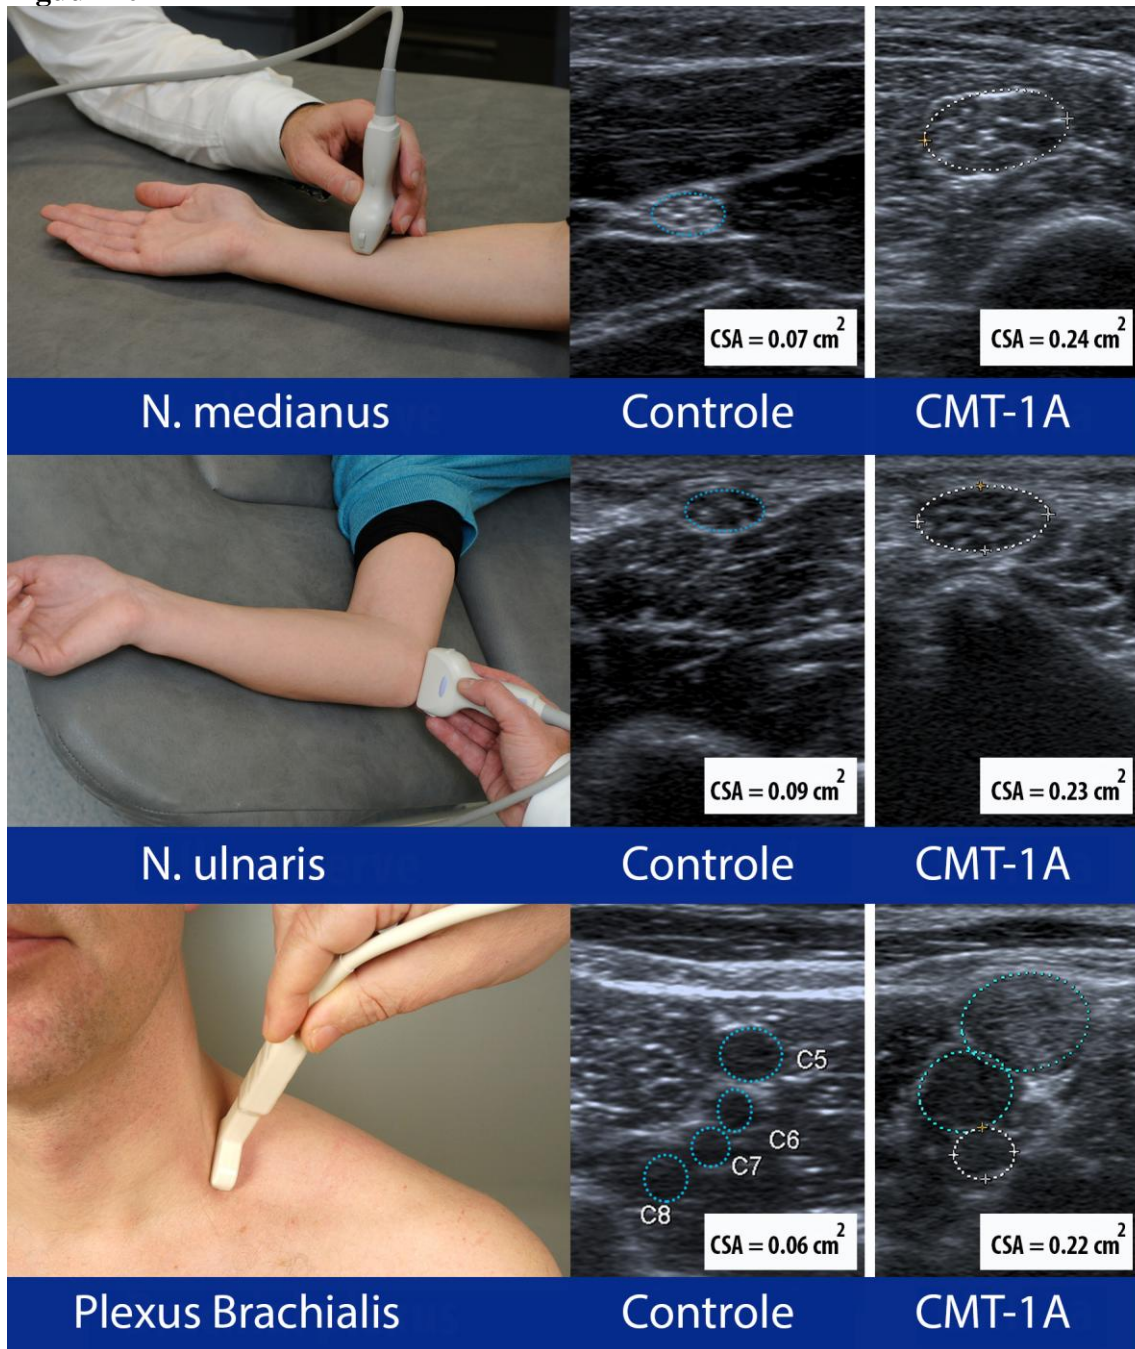 CSA = 0.07 cm²
CSA = 0.24 cm²
N. medianus
Controle
CMT-1A
CSA = 0.09 cm²
CSA = 0.23 cm²
N. ulnaris
Controle
CMT-1A
C5
C6
C7
C8
CSA = 0.06 cm²
CSA = 0.22 cm²
Plexus Brachialis
Controle
CMT-1A